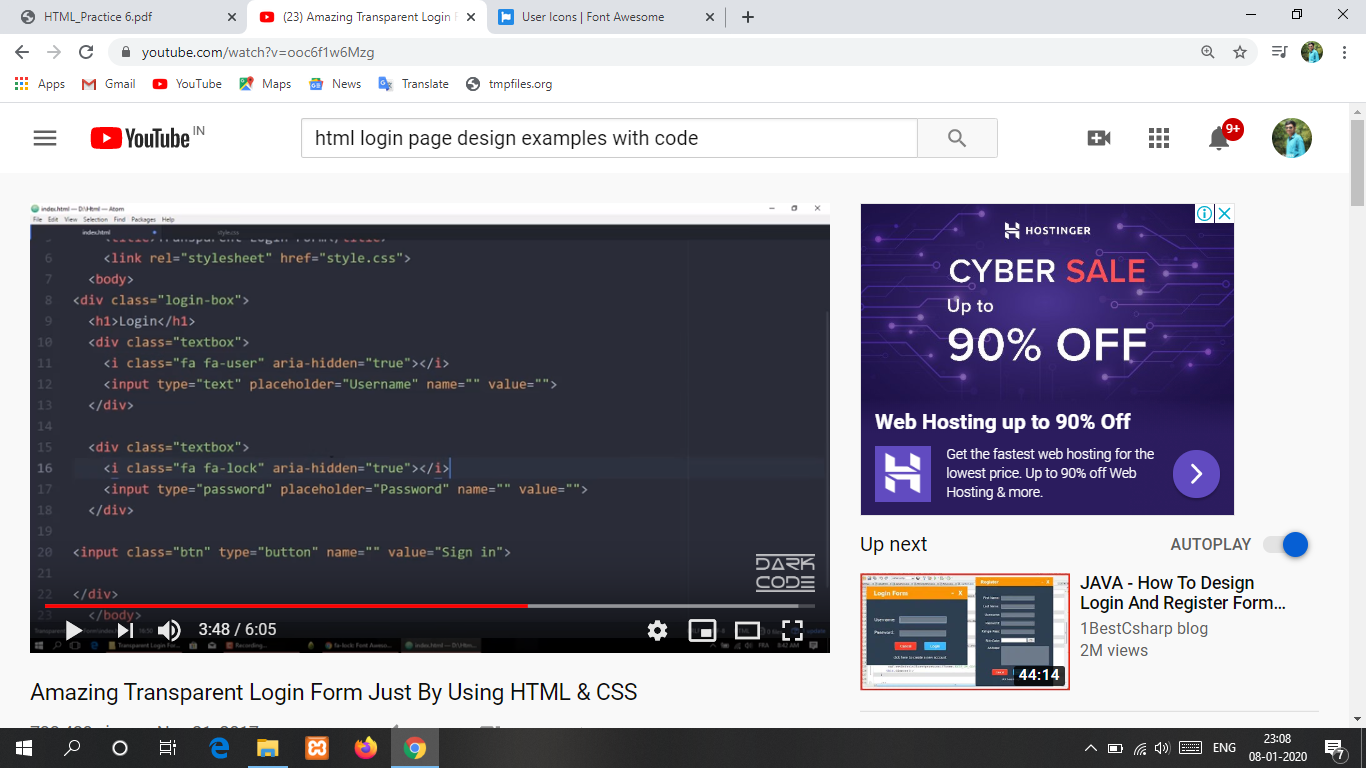 HTML_Practice 6.pdf
(23) Amazing Transparent Login F
User Icons | Font Awesome
youtube.com/watch?v=ooc6f1w6Mzg
Apps
Gmail
YouTube
Maps
News
Translate
tmpfiles.org
YouTube IN
html login page design examples with code
9+
index.html — D:\Html — Atom
File Edit View Selection Find Packages Help
index.html
style.css
6 <link rel="stylesheet" href="style.css">
7 <body>
8 <div class="login-box">
9 <h1>Login</h1>
10 <div class="textbox">
11 <i class="fa fa-user" aria-hidden="true"></i>
12 <input type="text" placeholder="Username" name="" value="">
13 </div>
14
15 <div class="textbox">
16 <i class="fa fa-lock" aria-hidden="true"></i>
17 <input type="password" placeholder="Password" name="" value="">
18 </div>
19
20 <input class="btn" type="button" name="" value="Sign in">
21
22 </div>
23 </body>
DARK
CODE
3:48 / 6:05
Amazing Transparent Login Form Just By Using HTML & CSS
HOSTINGER
CYBER SALE
Up to
90% OFF
Web Hosting up to 90% Off
Get the fastest web hosting for the
lowest price. Up to 90% off Web
Hosting & more.
Up next
AUTOPLAY
Login Form
Register
Username
Password
44:14
JAVA - How To Design
Login And Register Form...
1BestCsharp blog
2M views
ENG
23:08
08-01-2020
7